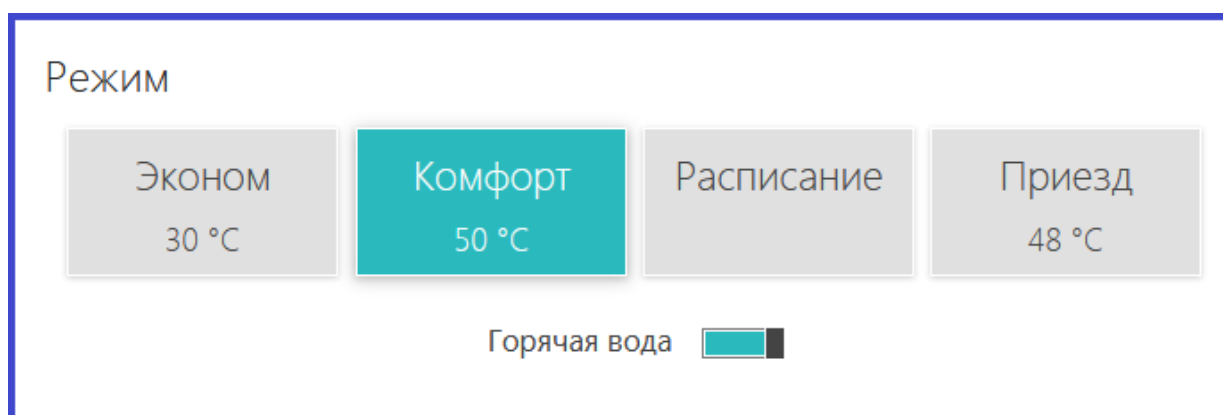 Режим
Эконом Комфорт Расписание Приезд
30 °C 50 °C 48 °C
Горячая вода